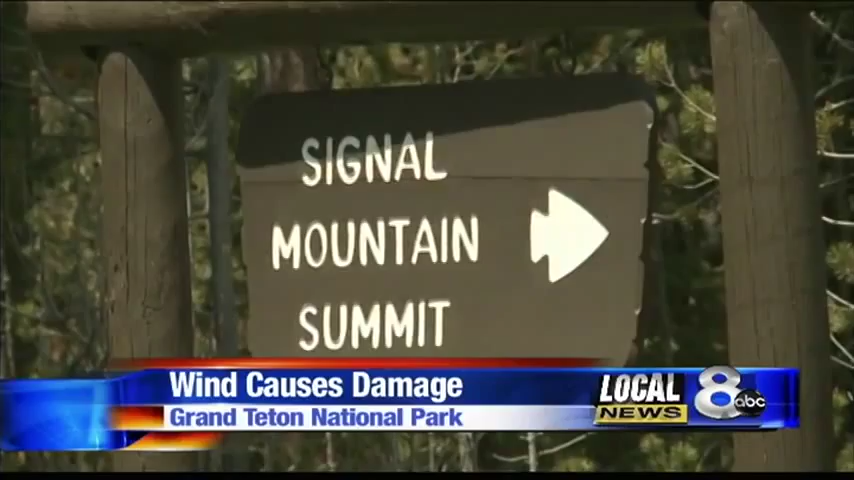 SIGNAL
MOUNTAIN
SUMMIT
Wind Causes Damage
Grand Teton National Park
LOCAL
NEWS
8
abc